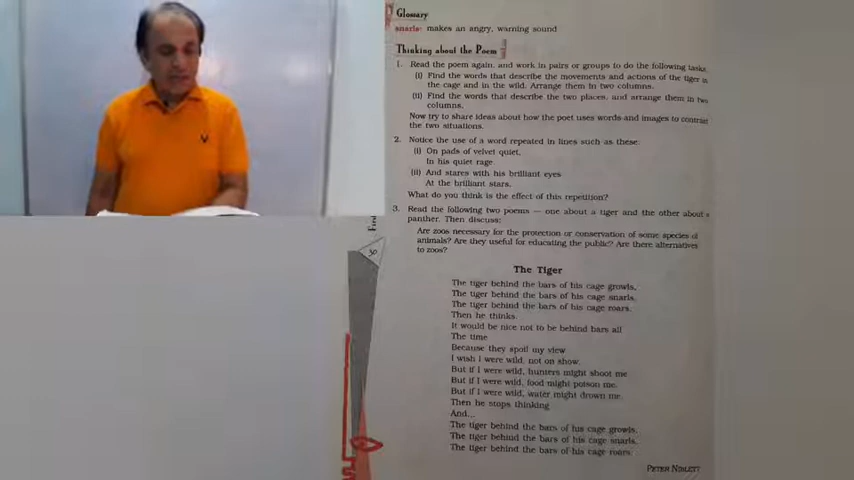 Glossary
snarls- makes an angry, warning sound
Thinking about the Poem
1. Read the poem again, and work in pairs or groups to do the following tasks.
(i) Find the words that describe the movements and actions of the tiger in
the cage and in the wild. Arrange them in two columns.
(ii) Find the words that describe the two places, and arrange them in two
columns.
Now try to share ideas about how the poet uses words and images to contrast
the two situations.
2. Notice the use of a word repeated in lines such as these:
(i) On pads of velvet quiet,
In his quiet rage.
(ii) And stares with his brilliant eyes
At the brilliant stars.
What do you think is the effect of this repetition?
3. Read the following two poems — one about a tiger and the other about a
panther. Then discuss:
Are zoos necessary for the protection or conservation of some species of
animals? Are they useful for educating the public? Are there alternatives
to zoos?
30
The Tiger
The tiger behind the bars of his cage growls,
The tiger behind the bars of his cage snarls,
The tiger behind the bars of his cage roars.
Then he thinks.
It would be nice not to be behind bars all
The time
Because they spoil my view
I wish I were wild, not on show.
But if I were wild, hunters might shoot me,
But if I were wild, food might poison me,
But if I were wild, water might drown me.
Then he stops thinking
And...
The tiger behind the bars of his cage growls,
The tiger behind the bars of his cage snarls,
The tiger behind the bars of his cage roars.
PETER NIBLETT